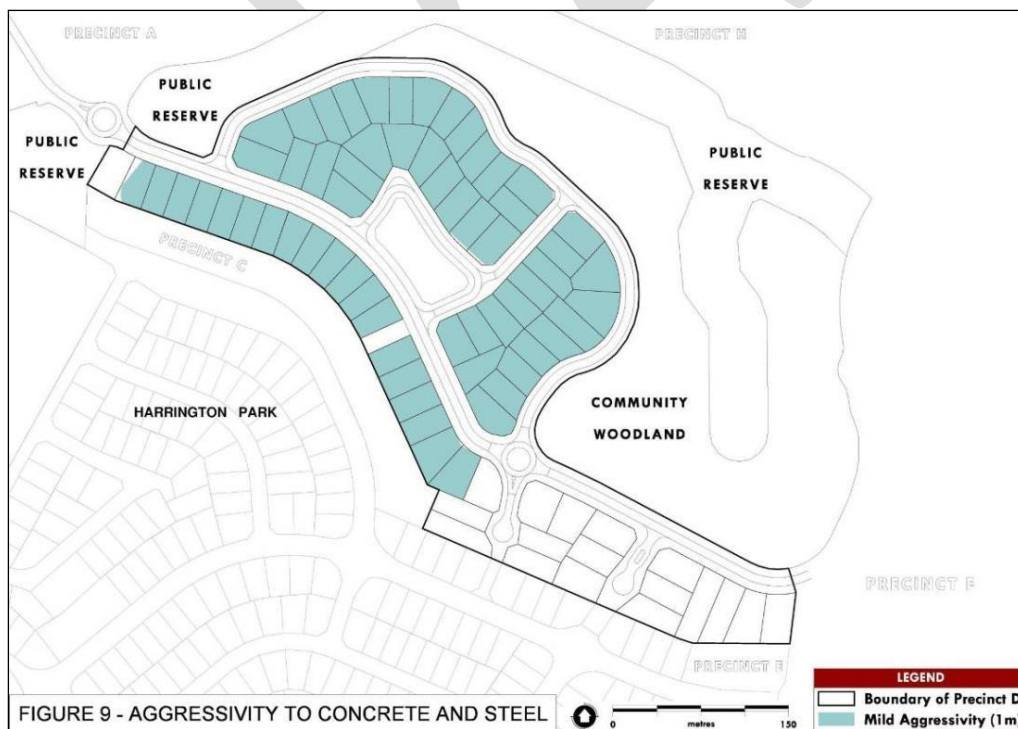 PRECINCT A
PRECINCT H
PUBLIC
RESERVE
PUBLIC
RESERVE
PUBLIC
RESERVE
PRECINCT C
HARRINGTON PARK
COMMUNITY
WOODLAND
PRECINCT F
PRECINCT E
FIGURE 9 - AGGRESSIVITY TO CONCRETE AND STEEL
0
metres
150
LEGEND
Boundary of Precinct D
Mild Aggressivity (1m)